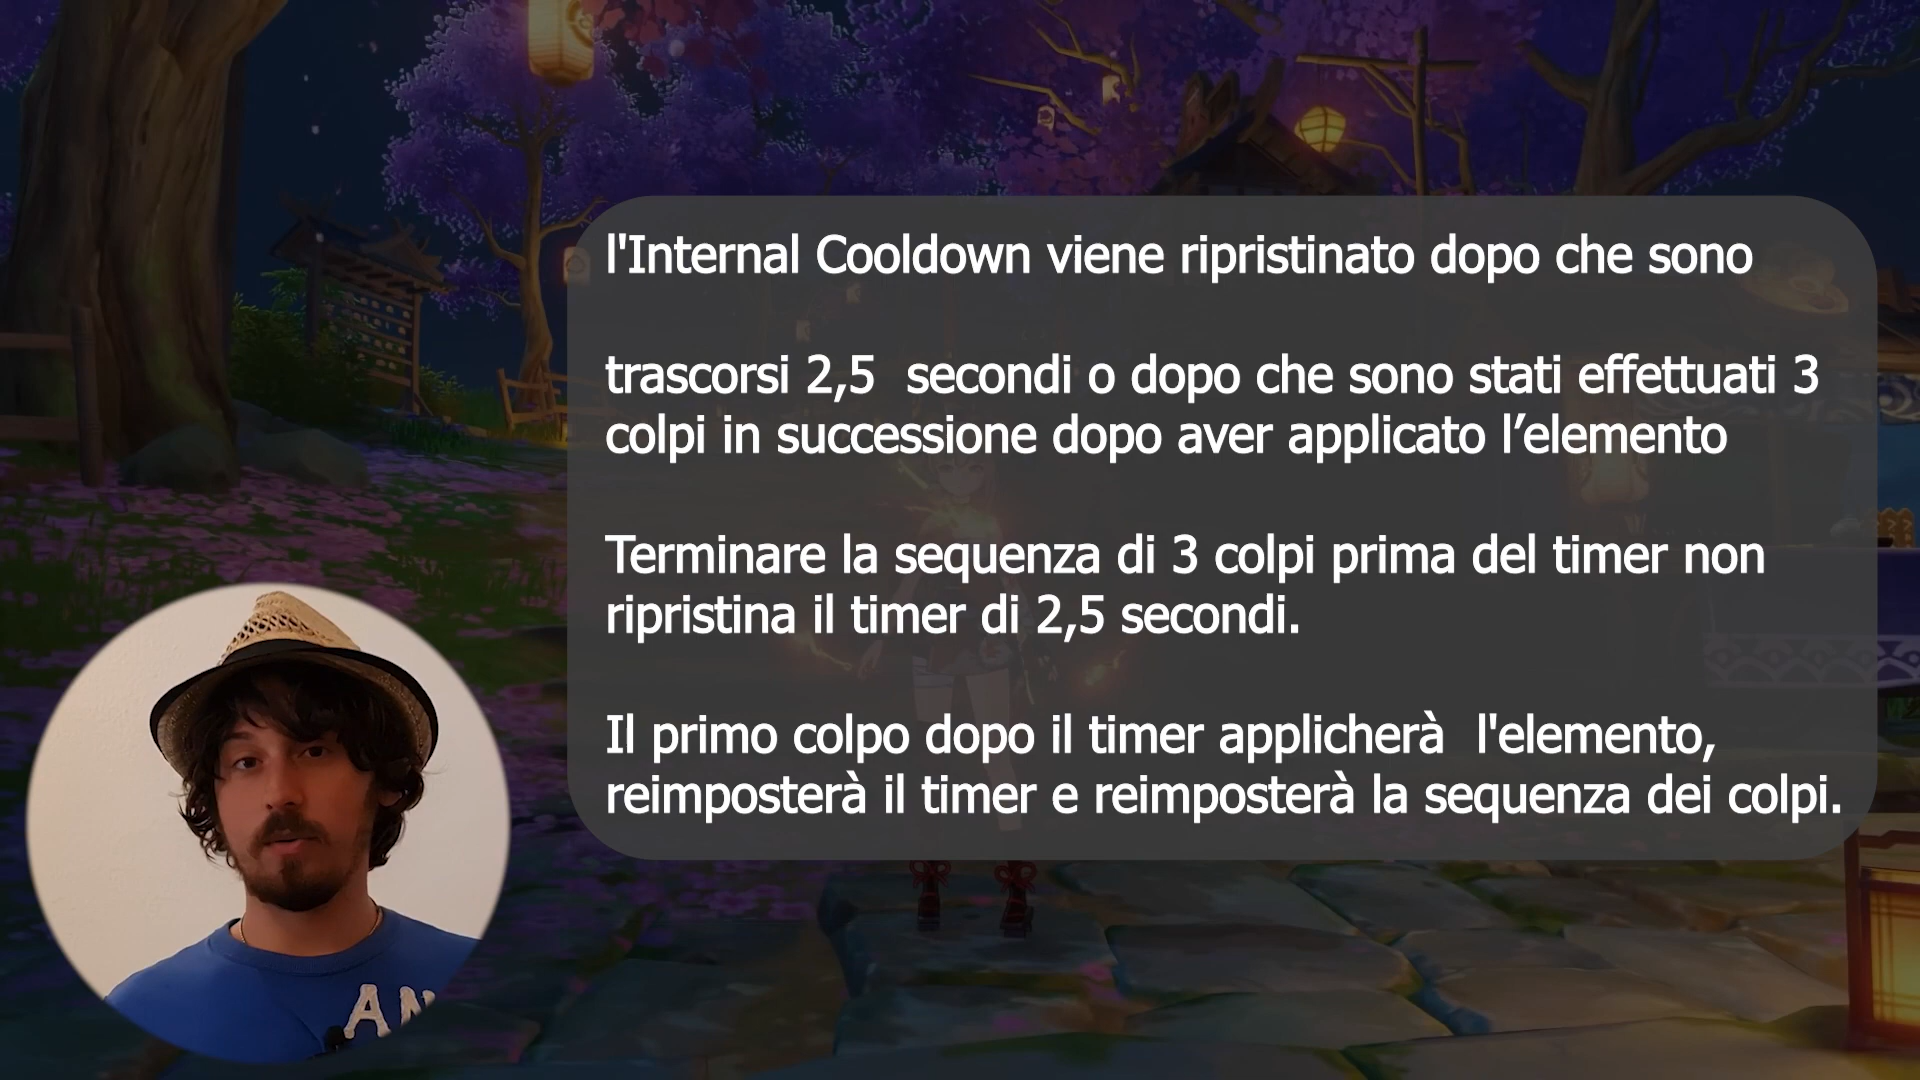 l'Internal Cooldown viene ripristinato dopo che sono
trascorsi 2,5  secondi o dopo che sono stati effettuati 3
colpi in successione dopo aver applicato l’elemento
Terminare la sequenza di 3 colpi prima del timer non
ripristina il timer di 2,5 secondi.
Il primo colpo dopo il timer applicherà  l'elemento,
reimposterà il timer e reimposterà la sequenza dei colpi.
AN